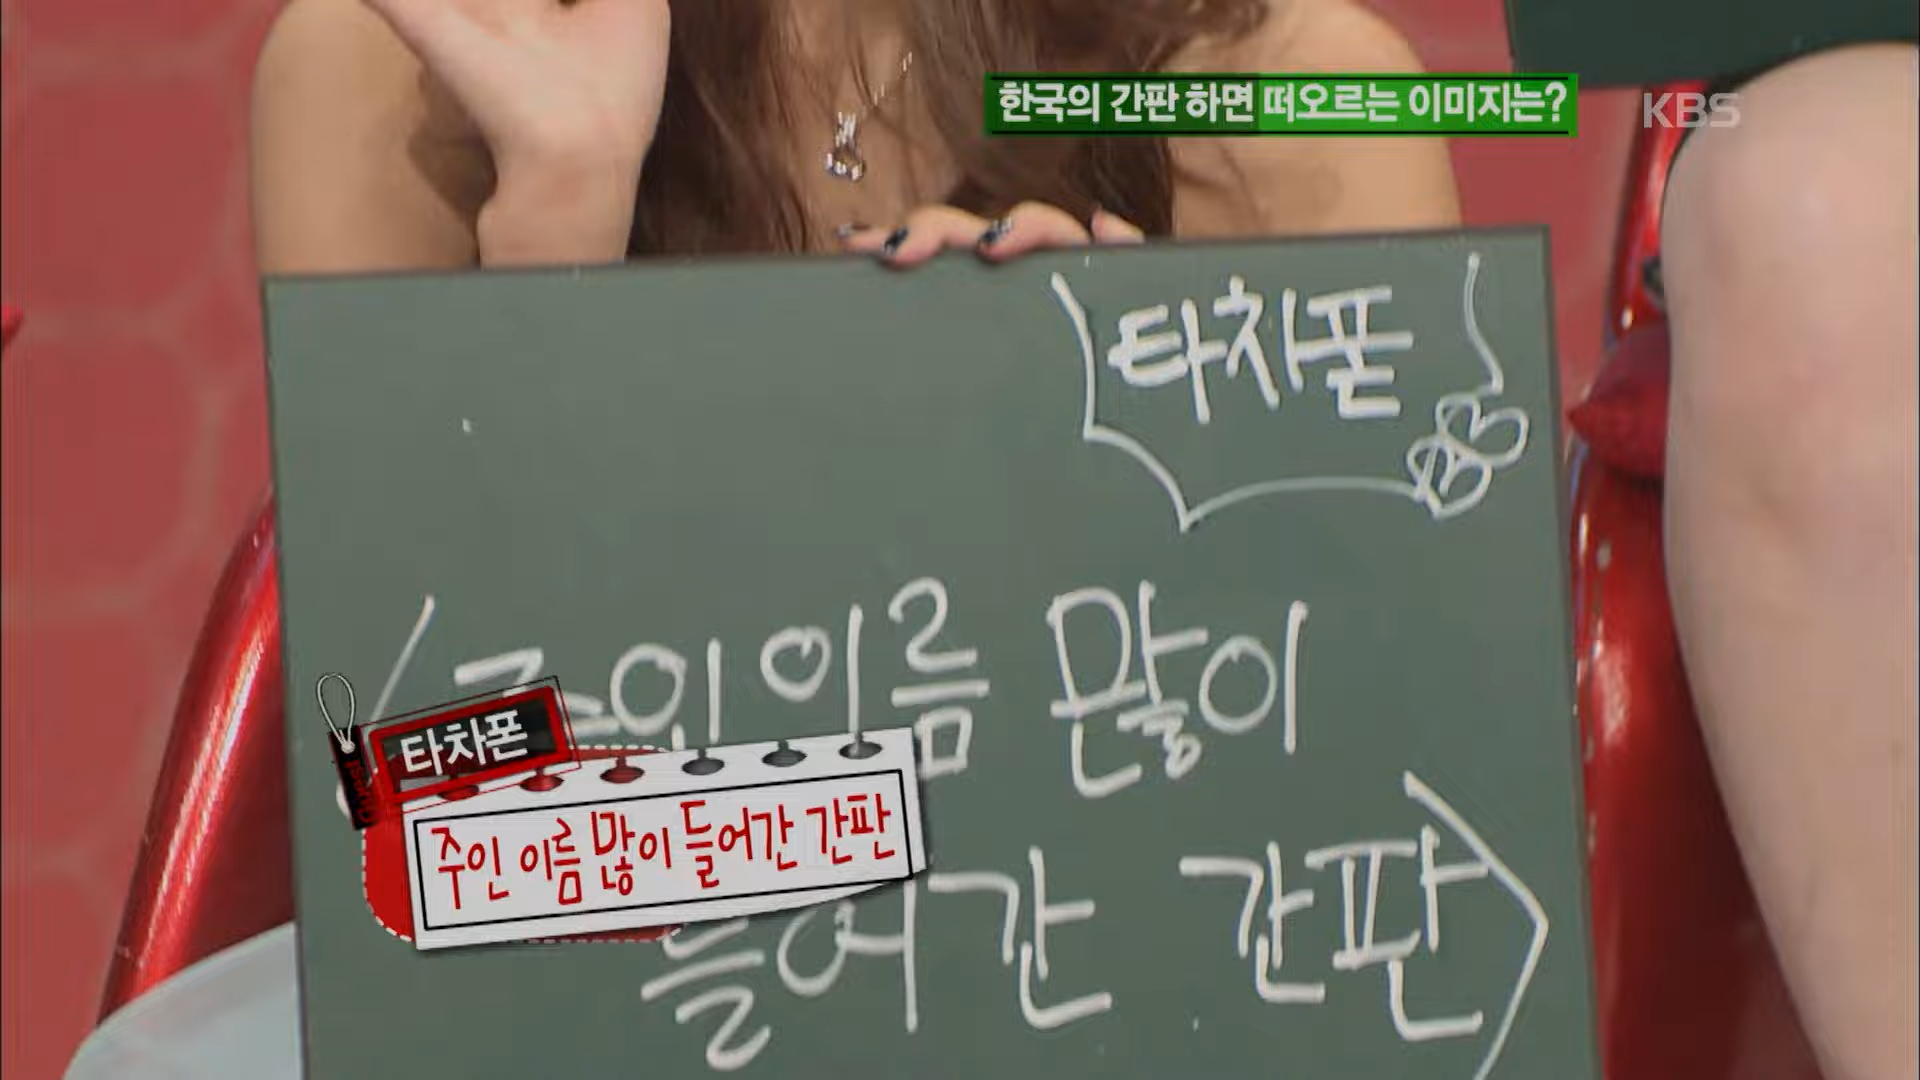 한국의 간판 하면 떠오르는 이미지는?
KBS
타차폰
주인 이름 많이
들어간 간판
타차폰
주인 이름 많이 들어간 간판